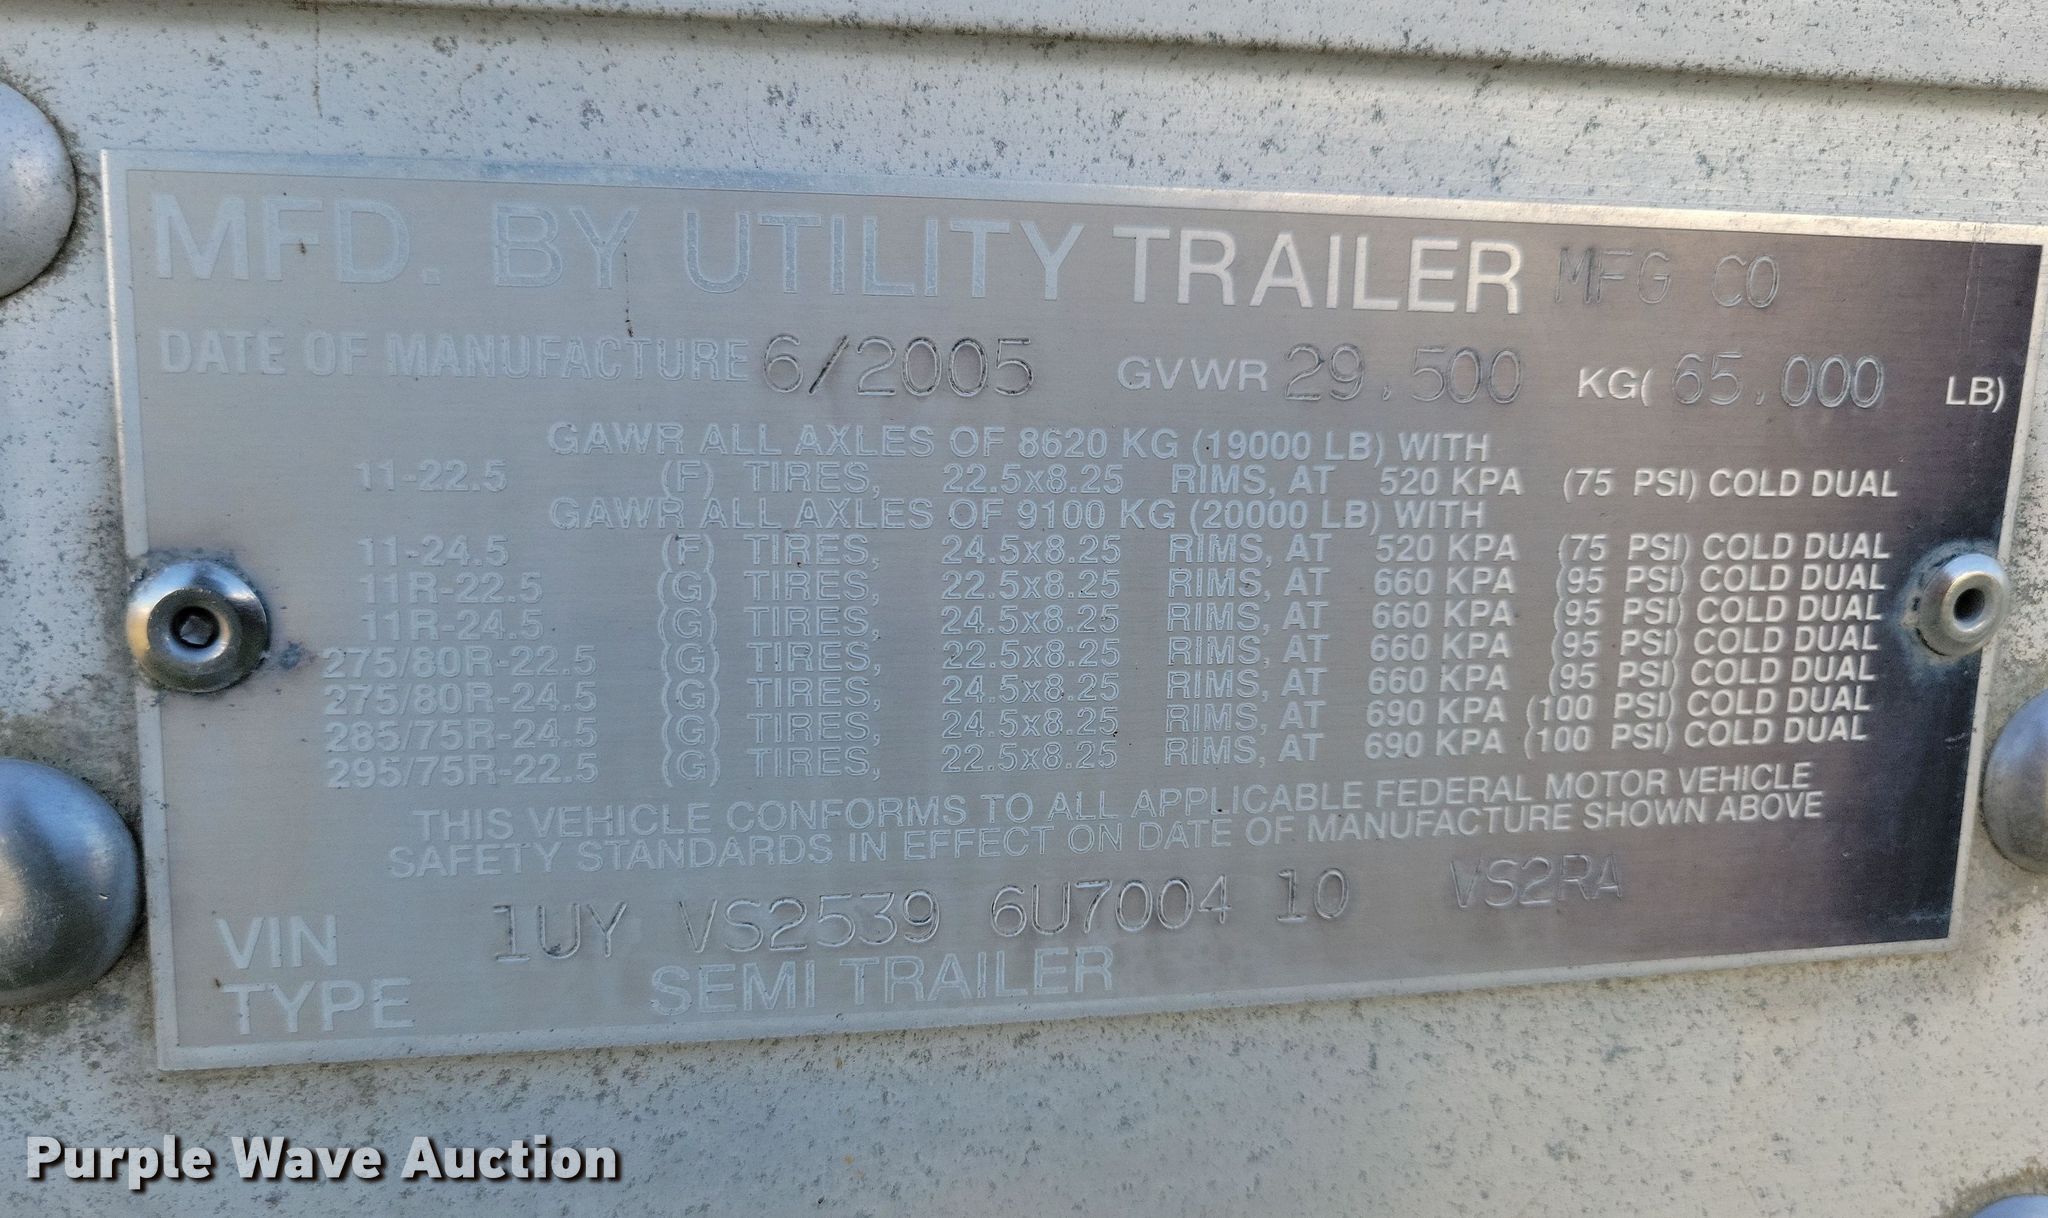 MFD. BY UTILITY TRAILER MFG CO
DATE OF MANUFACTURE 6/2005 GVWR 29,500 KG( 65,000 LB)
GAWR ALL AXLES OF 8620 KG (19000 LB) WITH
11-22.5 (F) TIRES, 22.5x8.25 RIMS, AT 520 KPA (75 PSI) COLD DUAL
GAWR ALL AXLES OF 9100 KG (20000 LB) WITH
11-24.5 (F) TIRES, 24.5x8.25 RIMS, AT 520 KPA (75 PSI) COLD DUAL
11R-22.5 (G) TIRES, 22.5x8.25 RIMS, AT 660 KPA (95 PSI) COLD DUAL
11R-24.5 (G) TIRES, 24.5x8.25 RIMS, AT 660 KPA (95 PSI) COLD DUAL
275/80R-22.5 (G) TIRES, 22.5x8.25 RIMS, AT 660 KPA (95 PSI) COLD DUAL
275/80R-24.5 (G) TIRES, 24.5x8.25 RIMS, AT 660 KPA (95 PSI) COLD DUAL
285/75R-24.5 (G) TIRES, 24.5x8.25 RIMS, AT 690 KPA (100 PSI) COLD DUAL
295/75R-22.5 (G) TIRES, 22.5x8.25 RIMS, AT 690 KPA (100 PSI) COLD DUAL
THIS VEHICLE CONFORMS TO ALL APPLICABLE FEDERAL MOTOR VEHICLE
SAFETY STANDARDS IN EFFECT ON DATE OF MANUFACTURE SHOWN ABOVE
VIN 1UY VS2539 6U7004 10 VS2RA
TYPE SEMI TRAILER
Purple Wave Auction